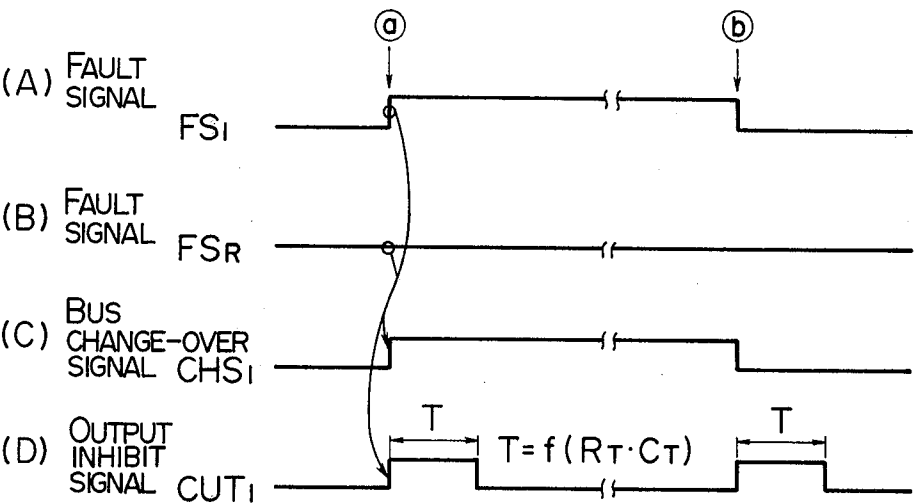 ⓐ ⓑ
(A) FAULT
SIGNAL
FS1
(B) FAULT
SIGNAL
FSR
(C) BUS
CHANGE-OVER
SIGNAL CHS1
(D) OUTPUT
INHIBIT
SIGNAL CUT1
T T=f(RT·CT) T